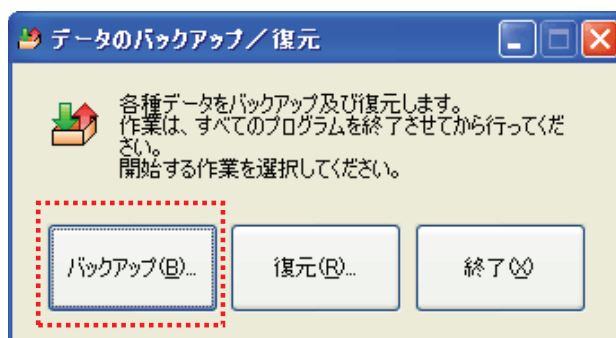 データのバックアップ／復元
各種データをバックアップ及び復元します。
作業は、すべてのプログラムを終了させてから行ってくだ
さい。
開始する作業を選択してください。
バックアップ(B)... 復元(R)... 終了(X)